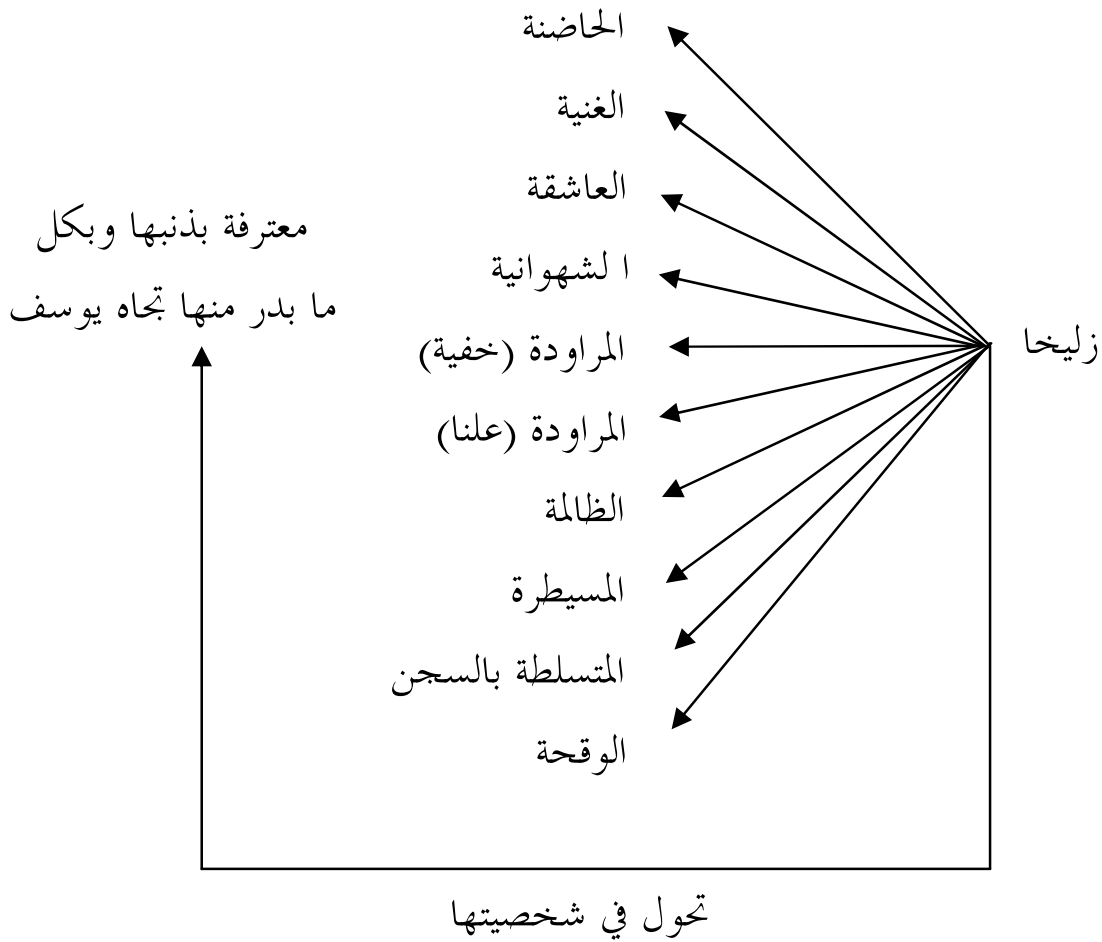 زليخا
الحاضنة
الغنية
العاشقة
ا لشهوانية
المراودة (خفية)
المراودة (علنا)
الظالمة
المسيطرة
المتسلطة بالسجن
الوقحة
معترفة بذنبها وبكل
ما بدر منها تجاه يوسف
تحول في شخصيتها